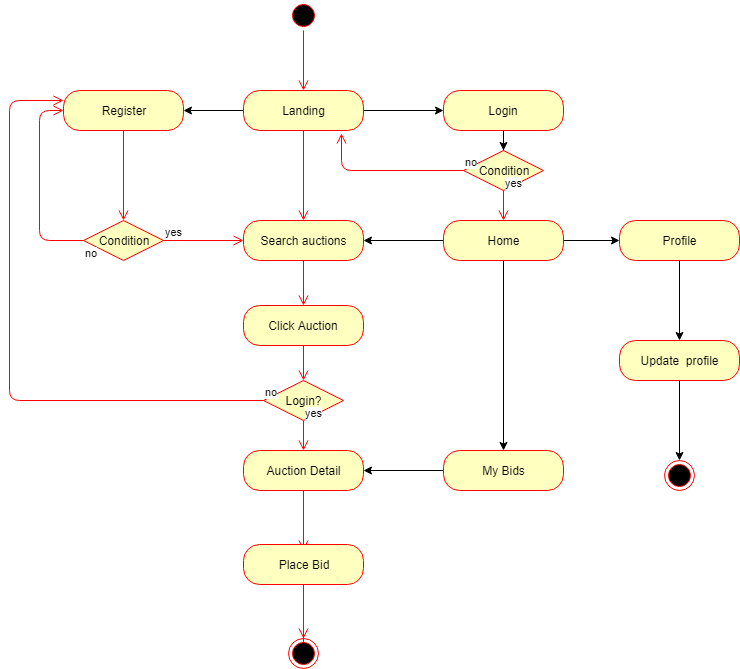 Register
Landing
Login
no
Condition
yes
Condition
yes
no
Search auctions
Home
Profile
Click Auction
Update  profile
no
Login?
yes
Auction Detail
My Bids
Place Bid